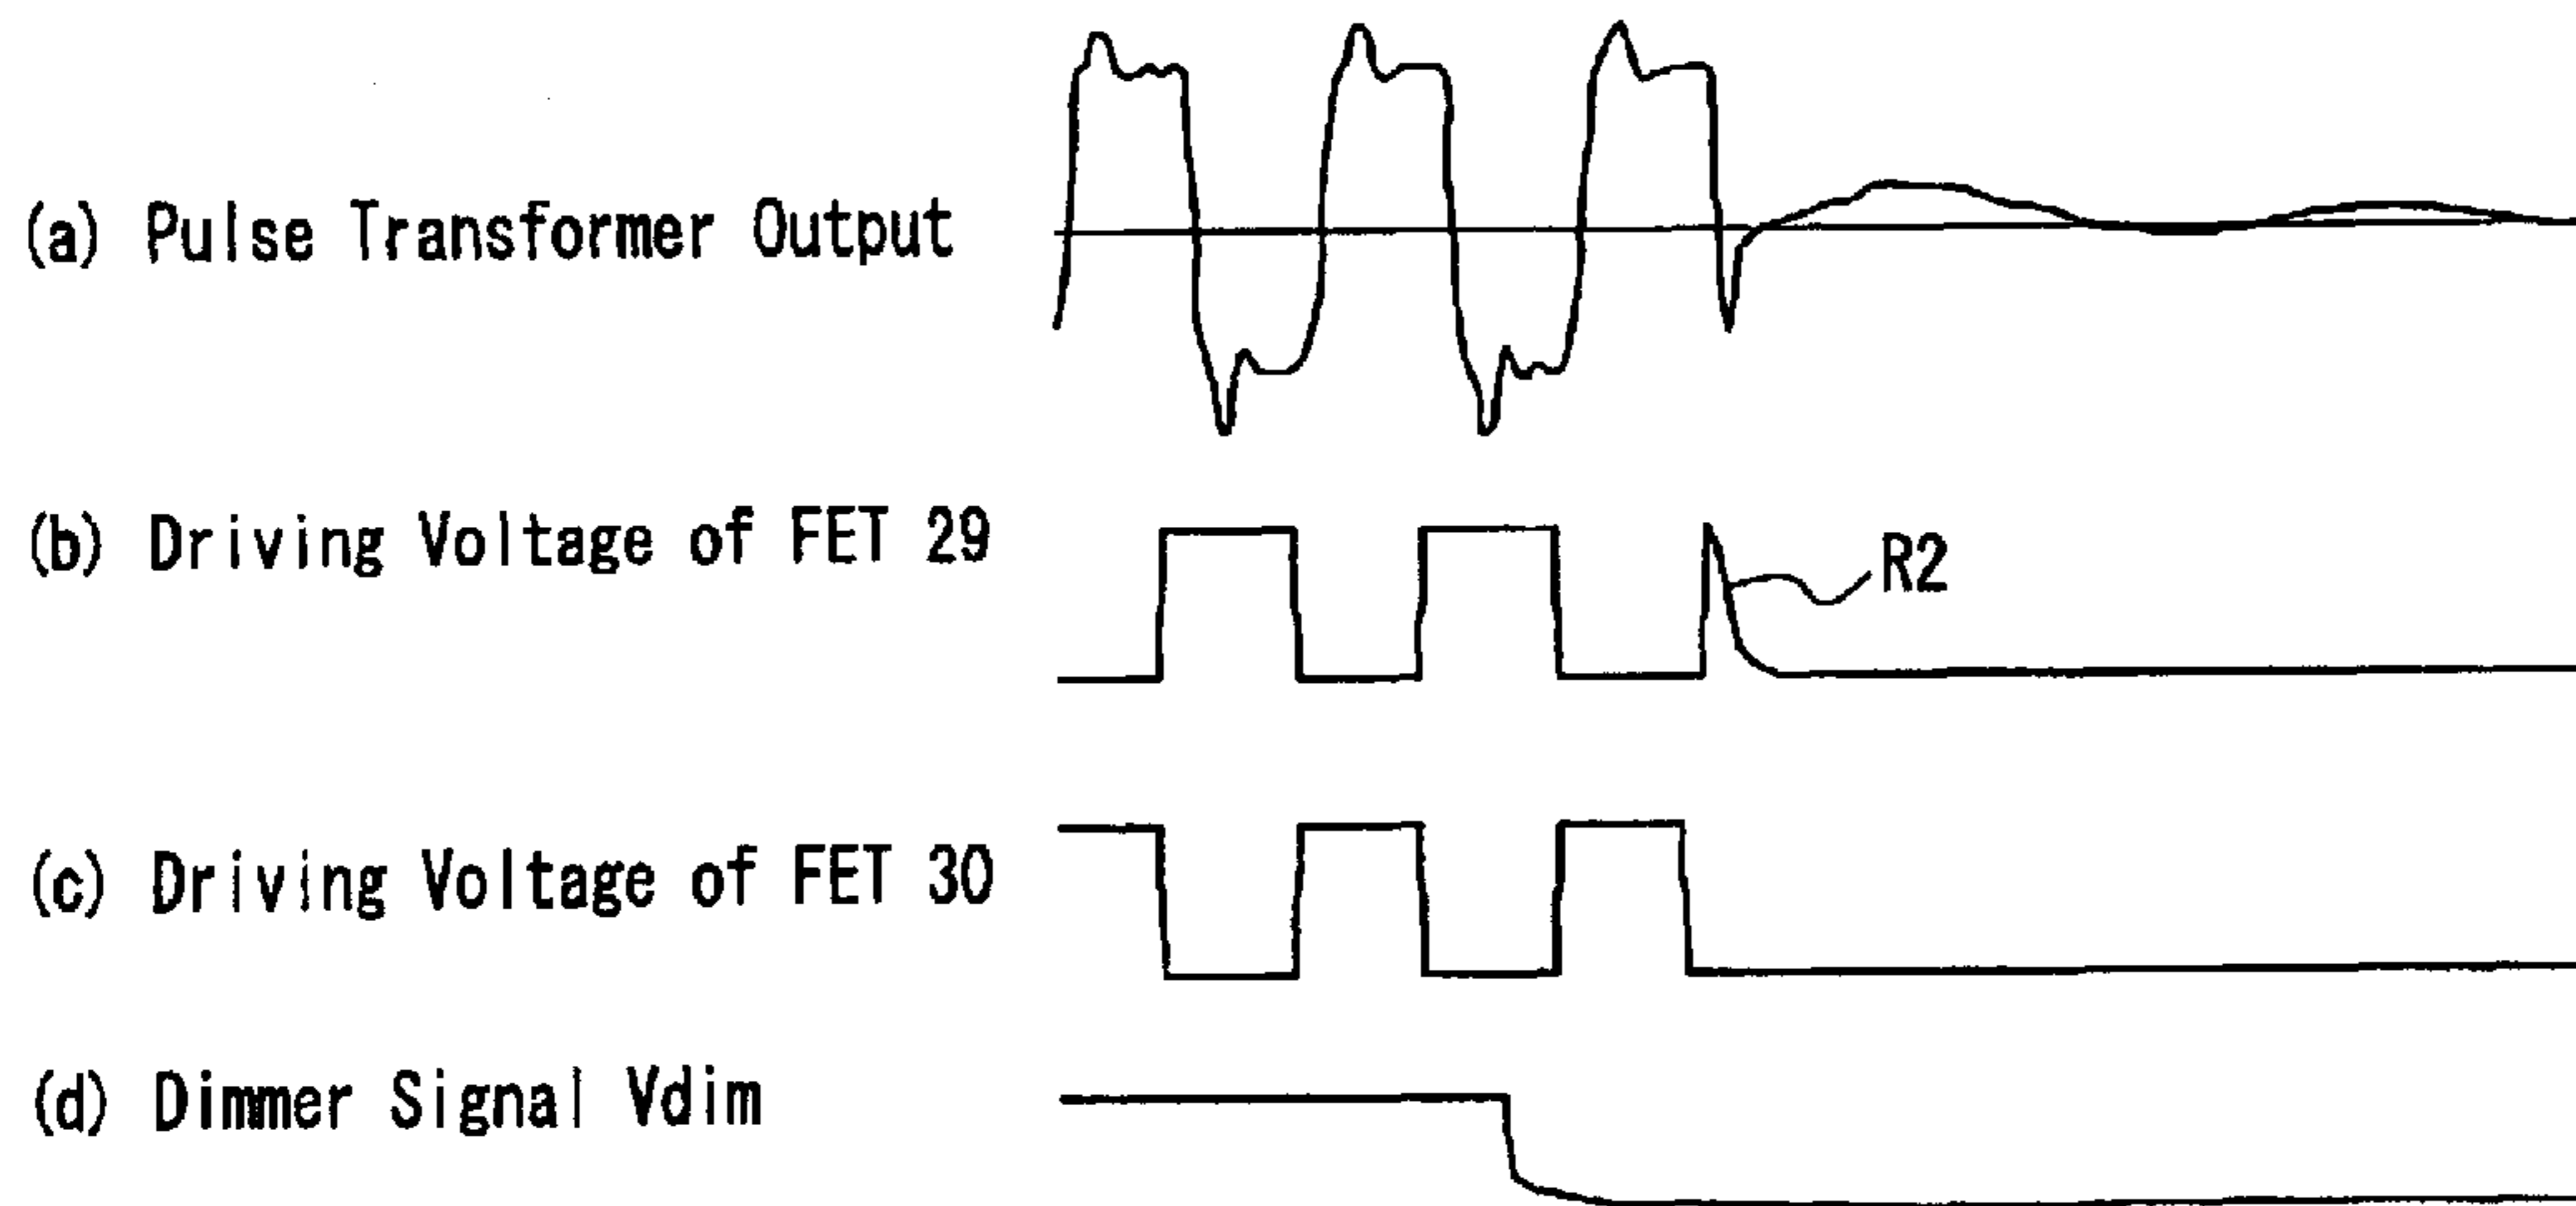 (a) Pulse Transformer Output
(b) Driving Voltage of FET 29
R2
(c) Driving Voltage of FET 30
(d) Dimmer Signal Vdim